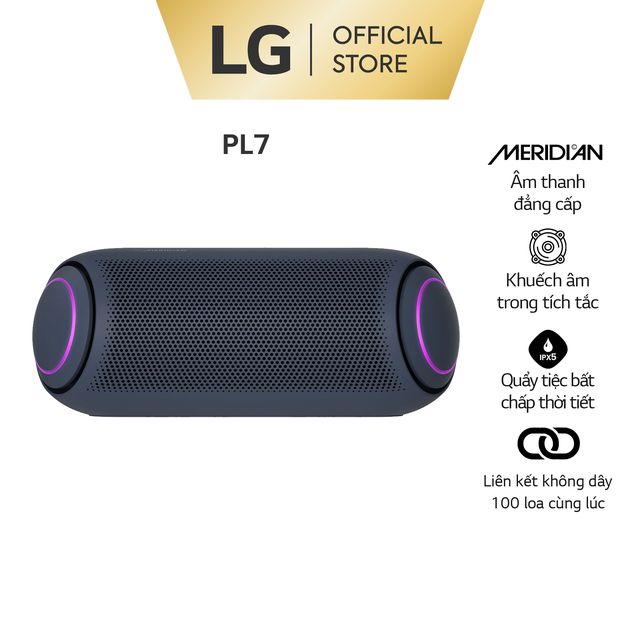 LG
OFFICIAL
STORE
PL7
MERIDIAN
Âm thanh
đẳng cấp
Khuếch âm
trong tích tắc
IPX5
Quẩy tiệc bất
chấp thời tiết
Liên kết không dây
100 loa cùng lúc